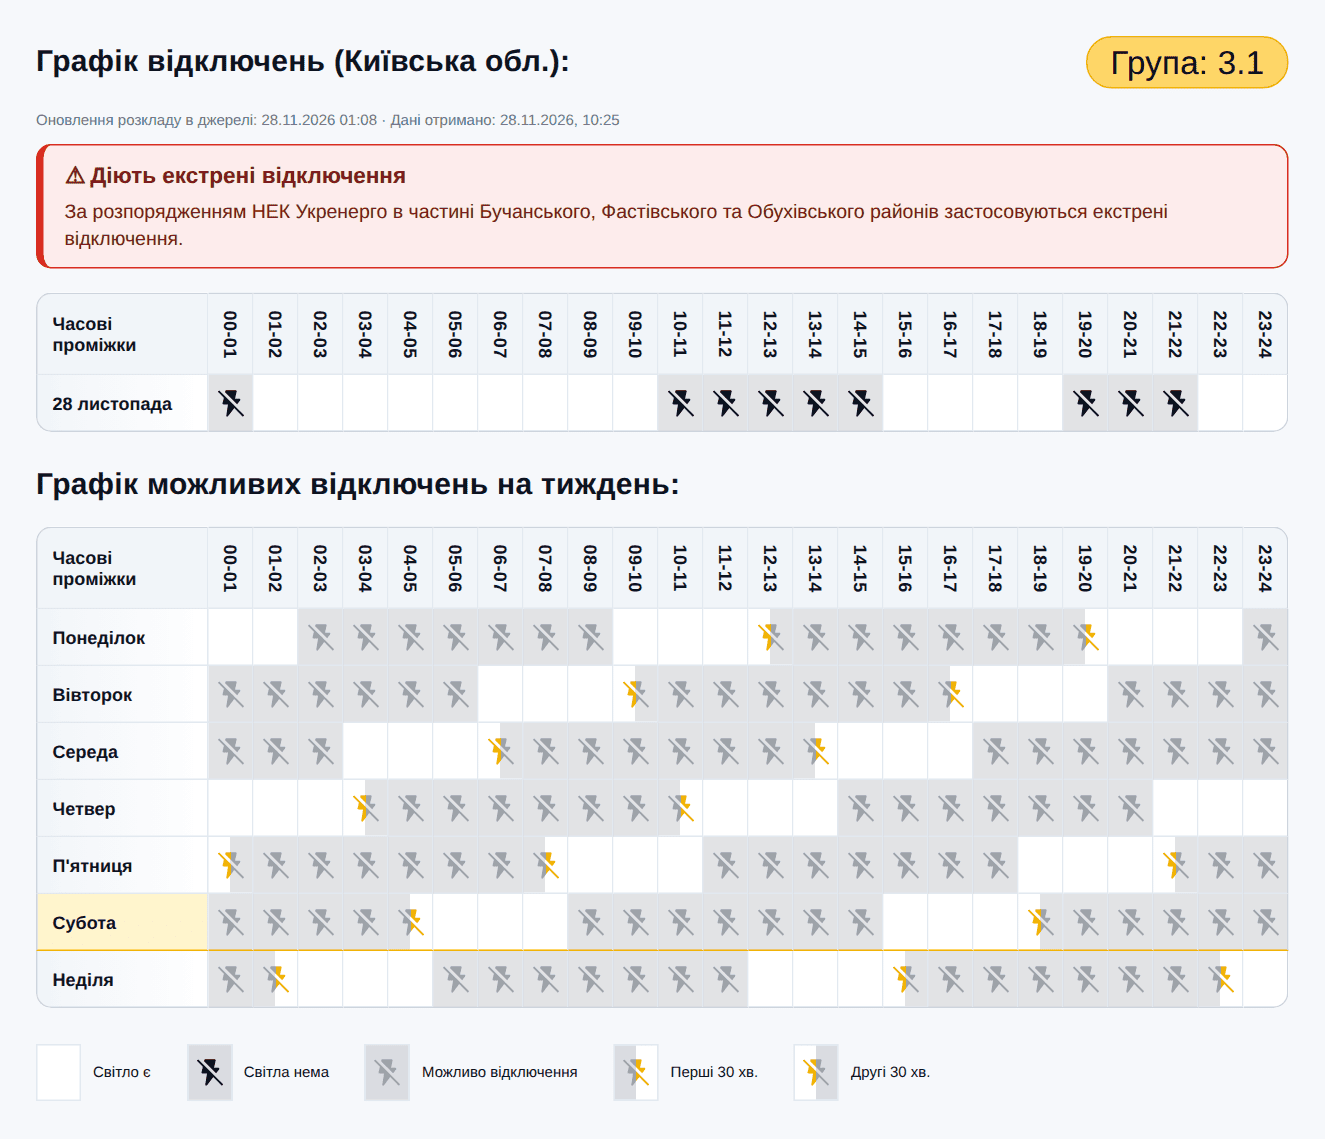 Графік відключень (Київська обл.):
Група: 3.1
Оновлення розкладу в джерелі: 28.11.2026 01:08 · Дані отримано: 28.11.2026, 10:25
⚠ Діють екстрені відключення
За розпорядженням НЕК Укренерго в частині Бучанського, Фастівського та Обухівського районів застосовуються екстрені
відключення.
Часові
проміжки
00-01 01-02 02-03 03-04 04-05 05-06 06-07 07-08 08-09 09-10 10-11 11-12 12-13 13-14 14-15 15-16 16-17 17-18 18-19 19-20 20-21 21-22 22-23 23-24
28 листопада
Графік можливих відключень на тиждень:
Часові
проміжки
00-01 01-02 02-03 03-04 04-05 05-06 06-07 07-08 08-09 09-10 10-11 11-12 12-13 13-14 14-15 15-16 16-17 17-18 18-19 19-20 20-21 21-22 22-23 23-24
Понеділок
Вівторок
Середа
Четвер
П'ятниця
Субота
Неділя
Світло є Світла нема Можливо відключення Перші 30 хв. Другі 30 хв.